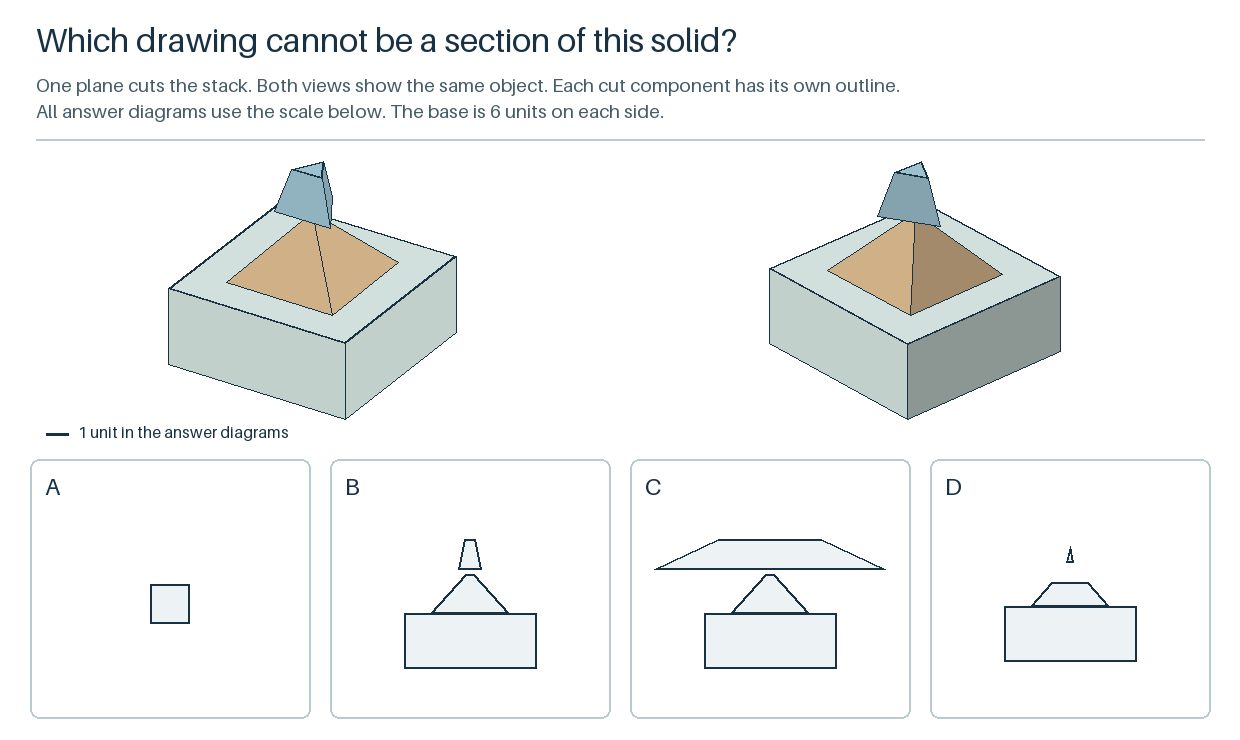 Which drawing cannot be a section of this solid?
One plane cuts the stack. Both views show the same object. Each cut component has its own outline.
All answer diagrams use the scale below. The base is 6 units on each side.
1 unit in the answer diagrams
A
B
C
D